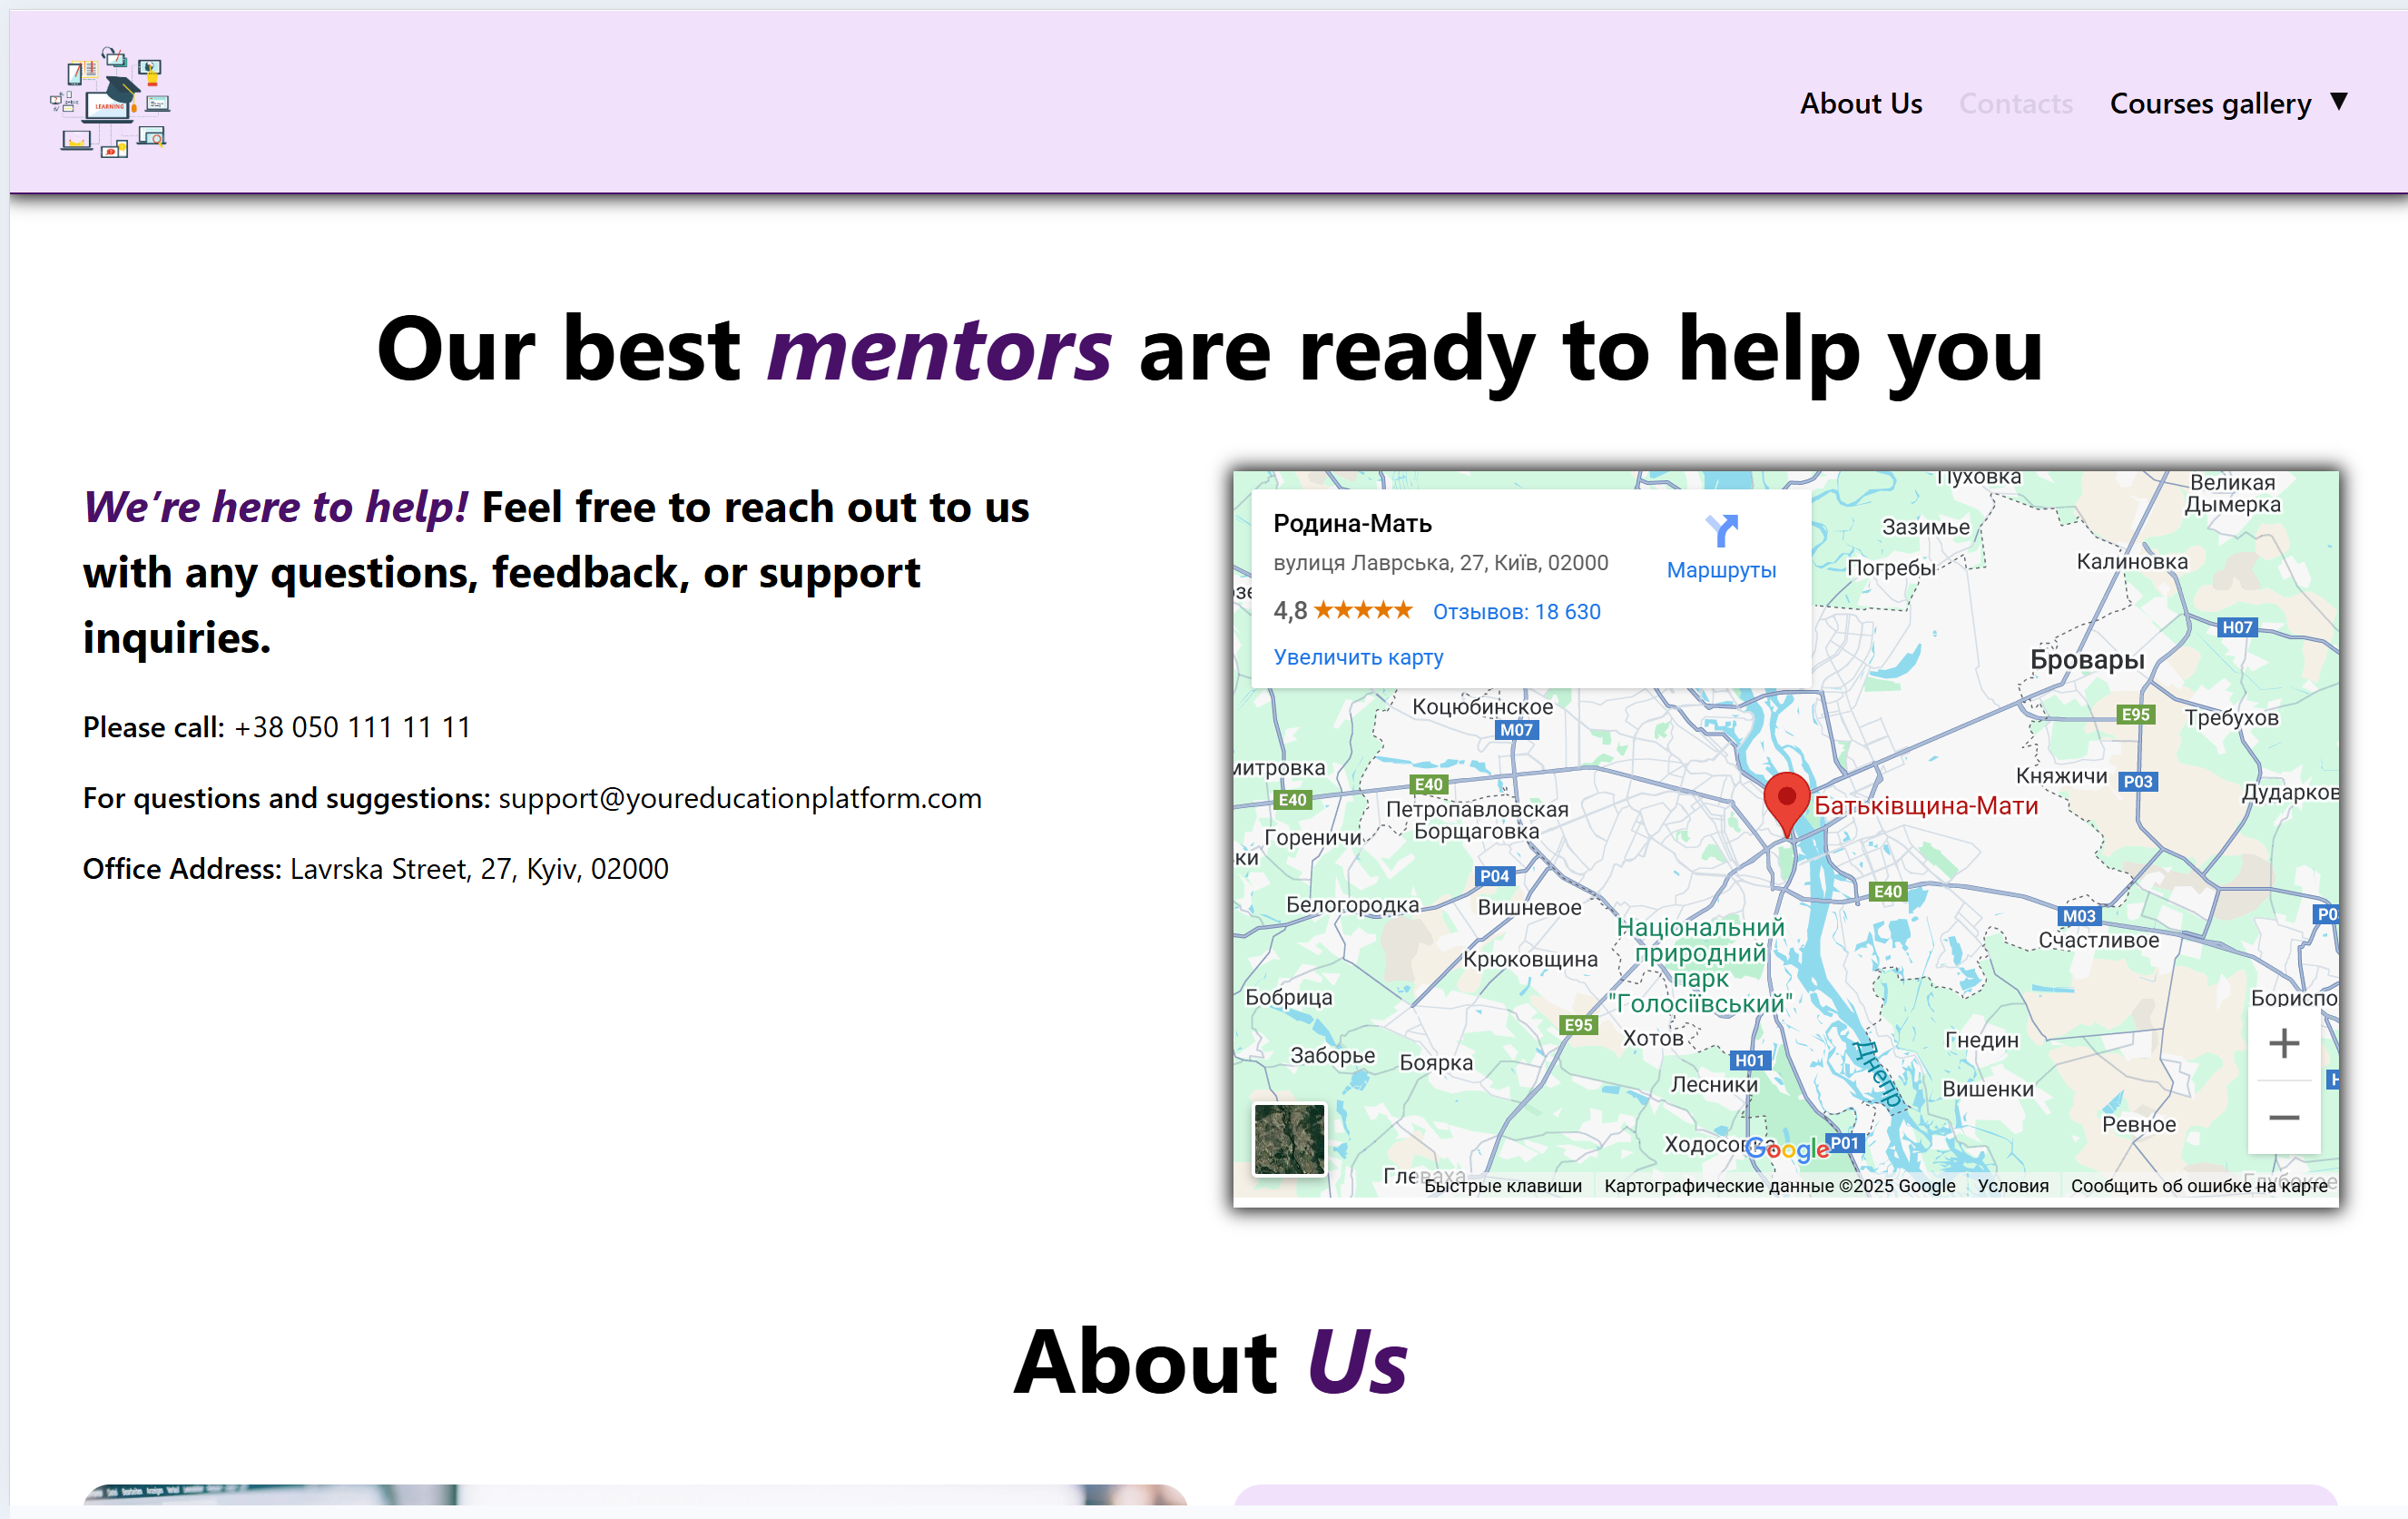 LEARNING
About Us
Contacts
Courses gallery ▼
Our best mentors are ready to help you
We’re here to help! Feel free to reach out to us
with any questions, feedback, or support
inquiries.
Please call: +38 050 111 11 11
For questions and suggestions: support@youreducationplatform.com
Office Address: Lavrska Street, 27, Kyiv, 02000
Родина-Мать
вулиця Лаврська, 27, Київ, 02000
4,8 ★★★★★ Отзывов: 18 630
Увеличить карту
Маршруты
Пуховка
Великая
Дымерка
Зазимье
Погребы
Калиновка
H07
Бровары
E95
Требухов
Коцюбинское
M07
митровка
E40
E40
Петропавловская
Борщаговка
Княжичи
P03
Дударков
Батьківщина-Мати
Гореничи
ки
P04
E40
Белогородка
Вишневое
M03
P0
Счастливое
Національний
природний
парк
"Голосіївський"
Крюковщина
Бобрица
Бориспо
E95
Хотов
Гнедин
Заборье
Боярка
H01
Лесники
Днепр
Вишенки
Ревное
Ходосовка
Google
P01
Глеваха
Быстрые клавиши
Картографические данные ©2025 Google
Условия
Сообщить об ошибке на карте
About Us